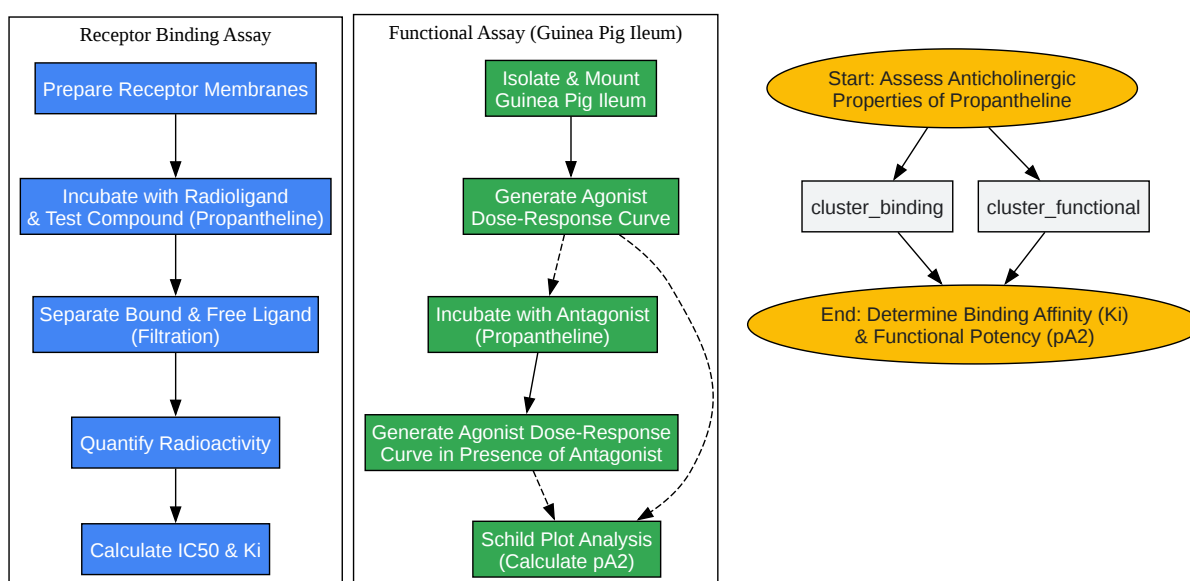 Receptor Binding Assay
Prepare Receptor Membranes
Incubate with Radioligand
& Test Compound (Propantheline)
Separate Bound & Free Ligand
(Filtration)
Quantify Radioactivity
Calculate IC50 & Ki
Functional Assay (Guinea Pig Ileum)
Isolate & Mount
Guinea Pig Ileum
Generate Agonist
Dose-Response Curve
Incubate with Antagonist
(Propantheline)
Generate Agonist Dose-Response
Curve in Presence of Antagonist
Schild Plot Analysis
(Calculate pA2)
Start: Assess Anticholinergic
Properties of Propantheline
cluster_binding
cluster_functional
End: Determine Binding Affinity (Ki)
& Functional Potency (pA2)